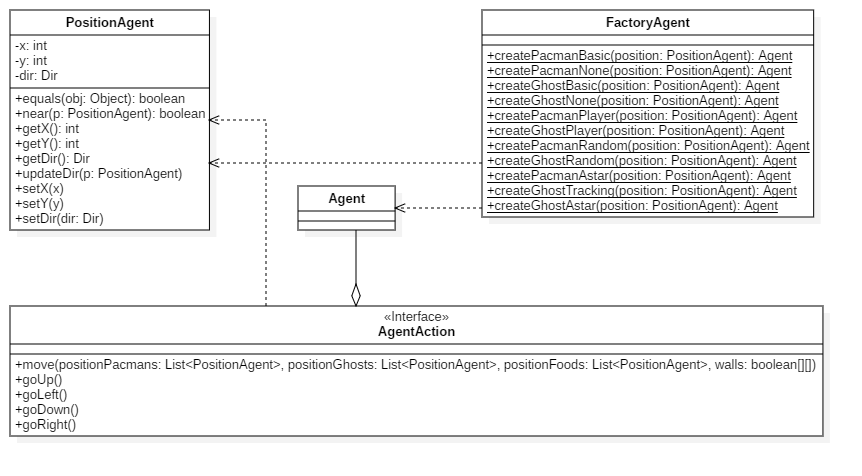 PositionAgent
-x: int
-y: int
-dir: Dir
+equals(obj: Object): boolean
+near(p: PositionAgent): boolean
+getX(): int
+getY(): int
+getDir(): Dir
+updateDir(p: PositionAgent)
+setX(x)
+setY(y)
+setDir(dir: Dir)
FactoryAgent
+createPacmanBasic(position: PositionAgent): Agent
+createPacmanNone(position: PositionAgent): Agent
+createGhostBasic(position: PositionAgent): Agent
+createGhostNone(position: PositionAgent): Agent
+createPacmanPlayer(position: PositionAgent): Agent
+createGhostPlayer(position: PositionAgent): Agent
+createPacmanRandom(position: PositionAgent): Agent
+createGhostRandom(position: PositionAgent): Agent
+createPacmanAstar(position: PositionAgent): Agent
+createGhostTracking(position: PositionAgent): Agent
+createGhostAstar(position: PositionAgent): Agent
Agent
«Interface»
AgentAction
+move(positionPacmans: List<PositionAgent>, positionGhosts: List<PositionAgent>, positionFoods: List<PositionAgent>, walls: boolean[][])
+goUp()
+goLeft()
+goDown()
+goRight()